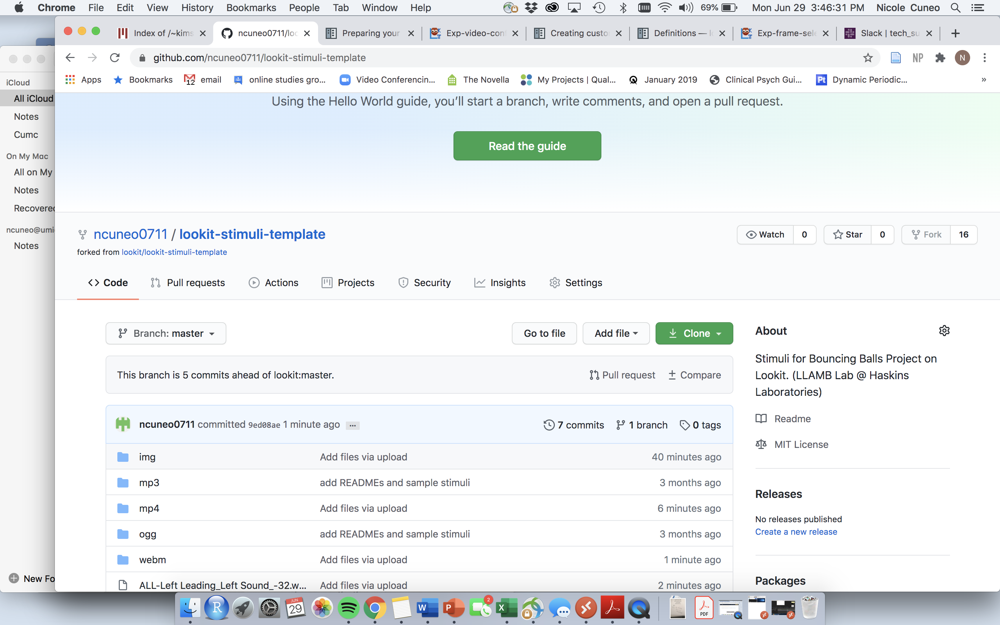 Chrome File Edit View History Bookmarks People Tab Window Help 69% Mon Jun 29 3:46:31 PM Nicole Cuneo
Index of /~kims ncuneo0711/loo Preparing your Exp-video-con Creating custo Definitions — Exp-frame-sele Slack | tech_su
github.com/ncuneo0711/lookit-stimuli-template NP N
Apps Bookmarks 12 email online studies gro... Video Conferencin... The Novella My Projects | Qual... January 2019 Clinical Psych Gui... Pt Dynamic Periodic... »
iCloud
All iCloud
Notes
Cumc
On My Mac
All on My
Notes
Recovered
ncuneo@umi
Notes
New Fo
Using the Hello World guide, you’ll start a branch, write comments, and open a pull request.
Read the guide
ncuneo0711 / lookit-stimuli-template
Watch 0 Star 0 Fork 16
forked from lookit/lookit-stimuli-template
Code Pull requests Actions Projects Security Insights Settings
Branch: master Go to file Add file Clone
This branch is 5 commits ahead of lookit:master. Pull request Compare
ncuneo0711 committed 9ed08ae 1 minute ago ... 7 commits 1 branch 0 tags
img Add files via upload 40 minutes ago
mp3 add READMEs and sample stimuli 3 months ago
mp4 Add files via upload 6 minutes ago
ogg add READMEs and sample stimuli 3 months ago
webm Add files via upload 1 minute ago
ALL-Left Leading_Left Sound_-32.w... Add files via upload 2 minutes ago
About
Stimuli for Bouncing Balls Project on
Lookit. (LLAMB Lab @ Haskins
Laboratories)
Readme
MIT License
Releases
No releases published
Create a new release
Packages
R JUN 29 W P 2 X PDF